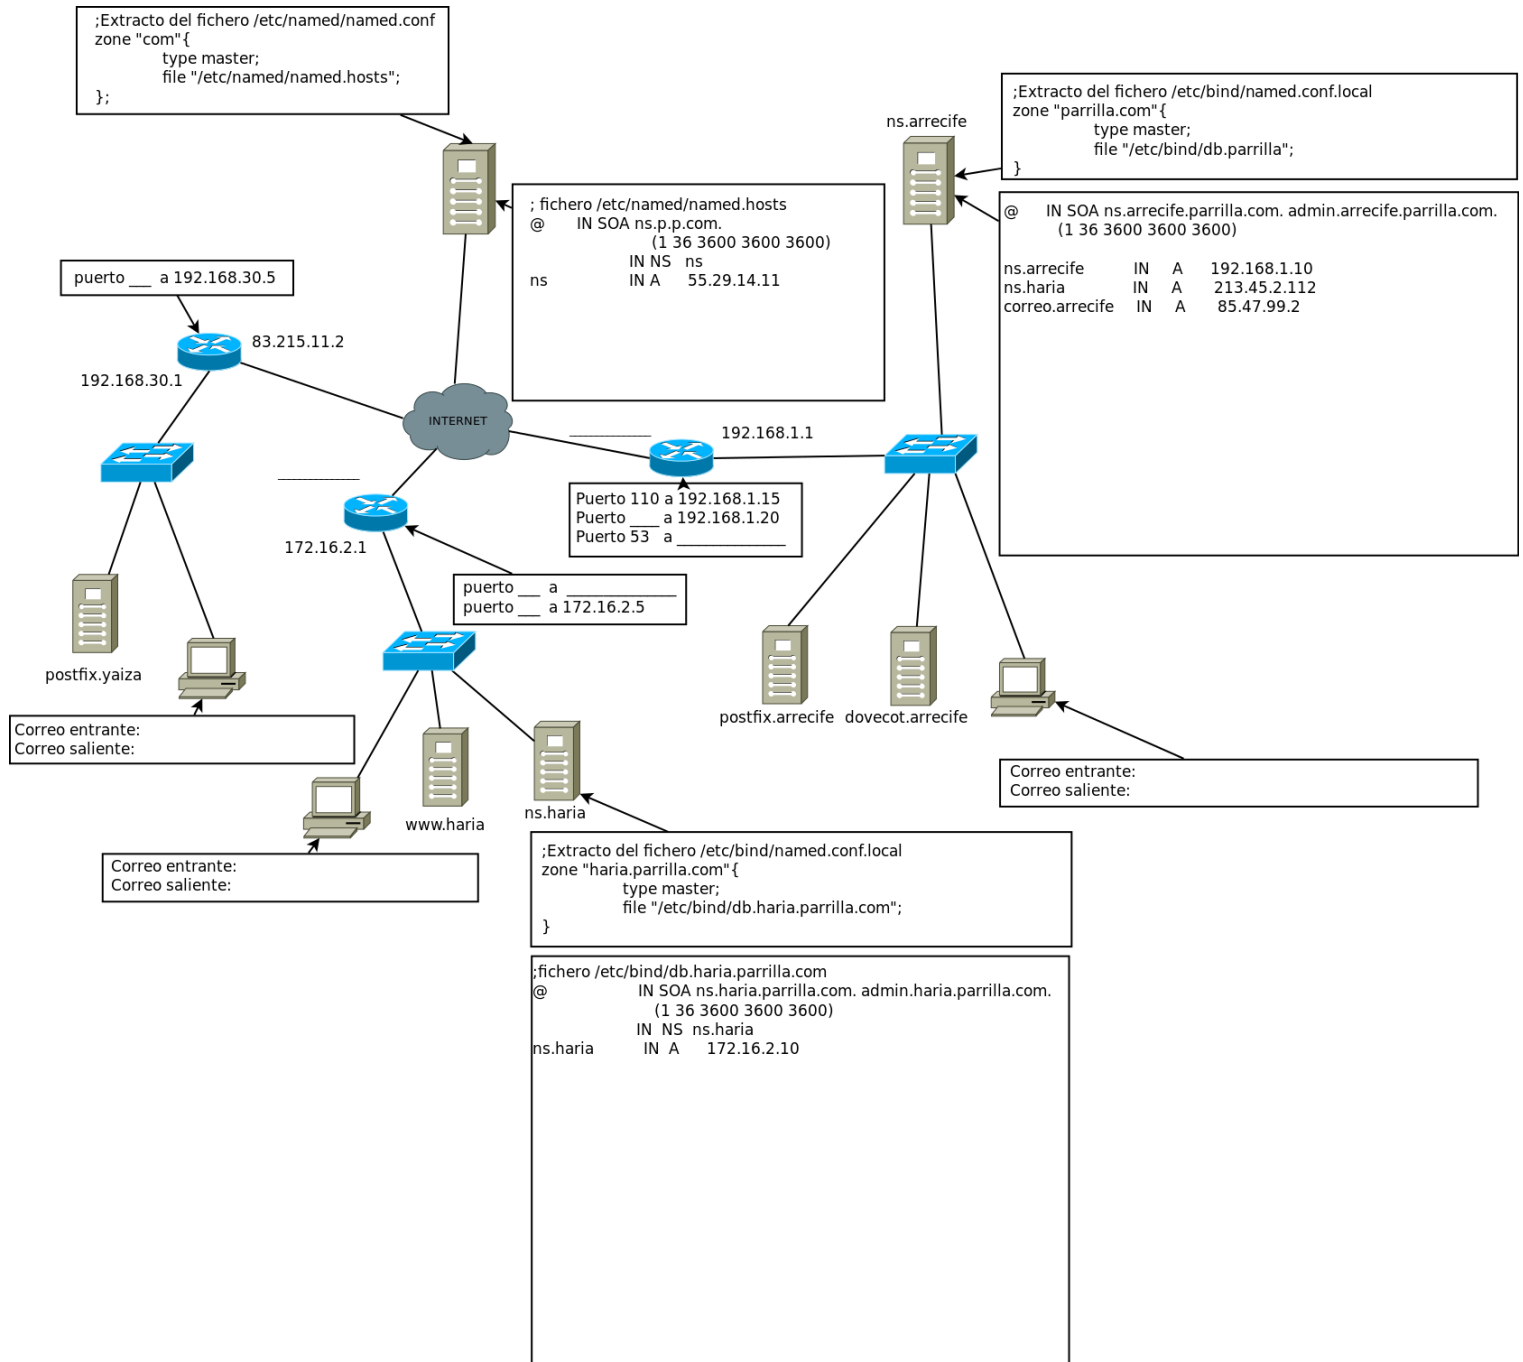 ;Extracto del fichero /etc/named/named.conf
zone "com"{
type master;
file "/etc/named/named.hosts";
};
ns.arrecife
;Extracto del fichero /etc/bind/named.conf.local
zone "parrilla.com"{
type master;
file "/etc/bind/db.parrilla";
}
; fichero /etc/named/named.hosts
@ IN SOA ns.p.p.com.
(1 36 3600 3600 3600)
IN NS ns
ns IN A 55.29.14.11
@ IN SOA ns.arrecife.parrilla.com. admin.arrecife.parrilla.com.
(1 36 3600 3600 3600)
ns.arrecife IN A 192.168.1.10
ns.haria IN A 213.45.2.112
correo.arrecife IN A 85.47.99.2
puerto ___ a 192.168.30.5
83.215.11.2
192.168.30.1
INTERNET
____________
192.168.1.1
____________
172.16.2.1
Puerto 110 a 192.168.1.15
Puerto ____ a 192.168.1.20
Puerto 53 a _______________
puerto ___ a _______________
puerto ___ a 172.16.2.5
postfix.yaiza
postfix.arrecife
dovecot.arrecife
Correo entrante:
Correo saliente:
Correo entrante:
Correo saliente:
www.haria
ns.haria
Correo entrante:
Correo saliente:
;Extracto del fichero /etc/bind/named.conf.local
zone "haria.parrilla.com"{
type master;
file "/etc/bind/db.haria.parrilla.com";
}
;fichero /etc/bind/db.haria.parrilla.com
@ IN SOA ns.haria.parrilla.com. admin.haria.parrilla.com.
(1 36 3600 3600 3600)
IN NS ns.haria
ns.haria IN A 172.16.2.10